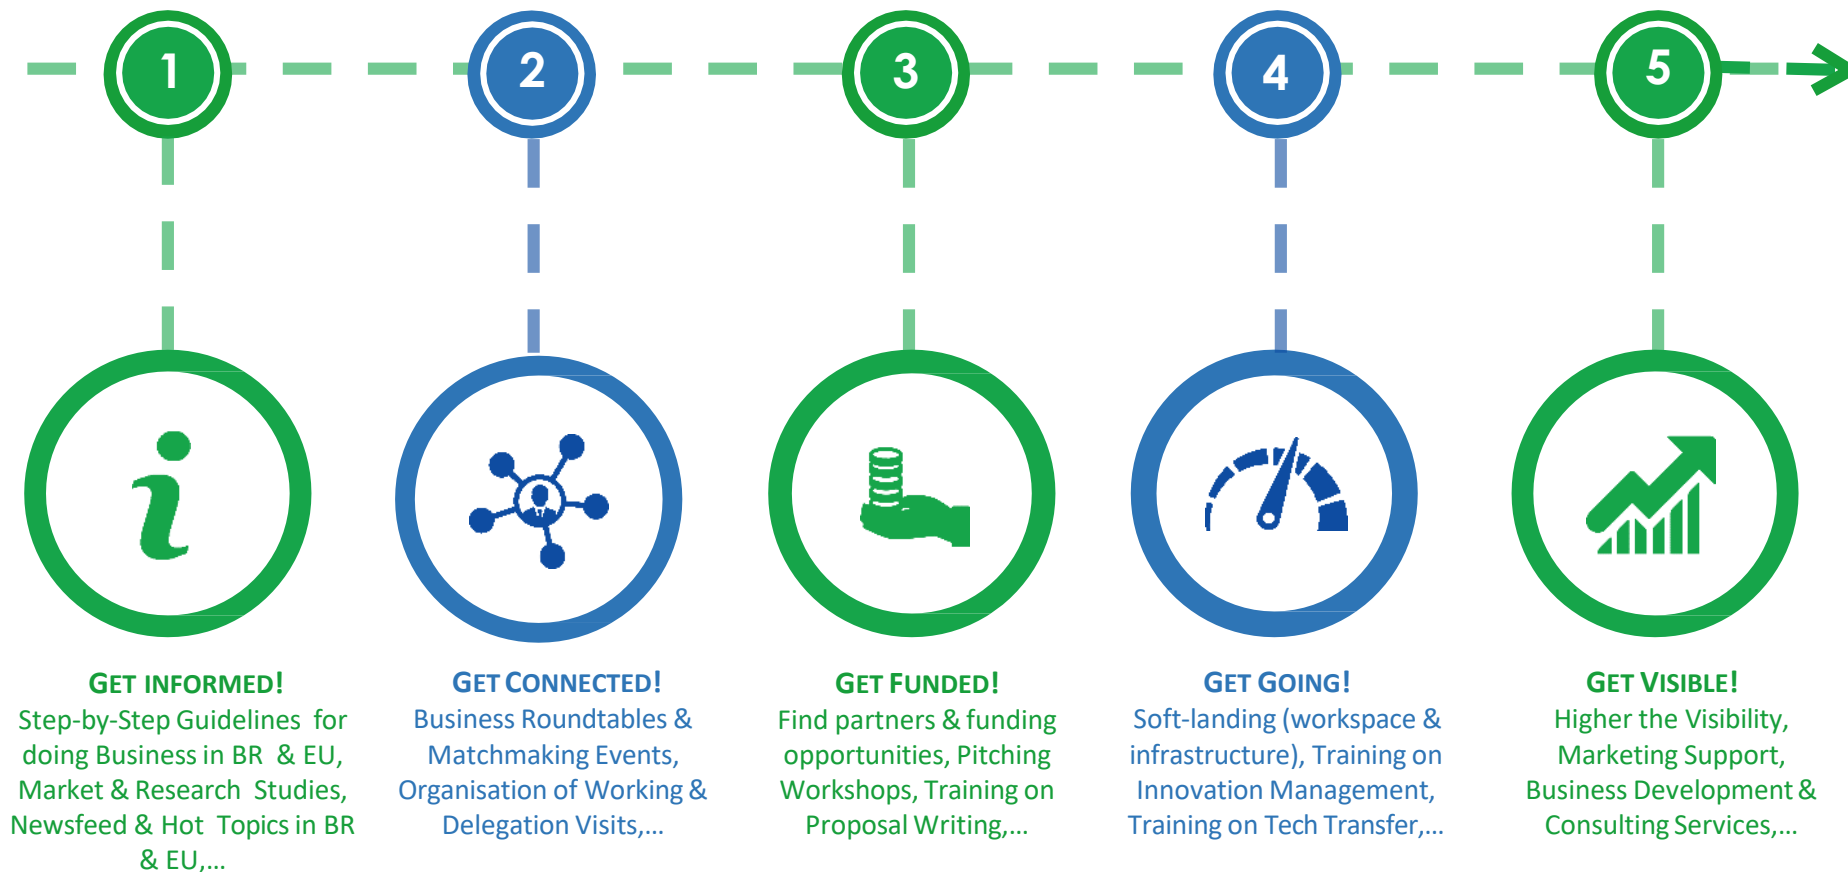 1
2
3
4
5
GET INFORMED!
Step-by-Step Guidelines for
doing Business in BR & EU,
Market & Research Studies,
Newsfeed & Hot Topics in BR
& EU,...
GET CONNECTED!
Business Roundtables &
Matchmaking Events,
Organisation of Working &
Delegation Visits,...
GET FUNDED!
Find partners & funding
opportunities, Pitching
Workshops, Training on
Proposal Writing,...
GET GOING!
Soft-landing (workspace &
infrastructure), Training on
Innovation Management,
Training on Tech Transfer,...
GET VISIBLE!
Higher the Visibility,
Marketing Support,
Business Development &
Consulting Services,...